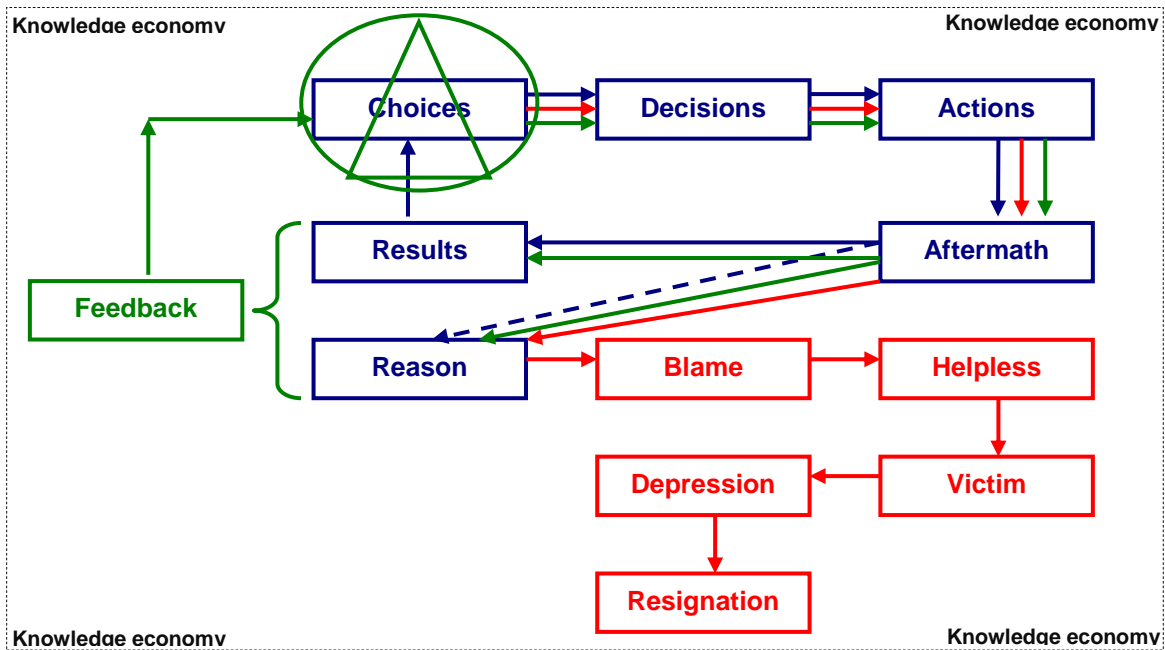 Knowledge economy
Knowledge economy
Choices
Decisions
Actions
Results
Aftermath
Feedback
Reason
Blame
Helpless
Depression
Victim
Resignation
Knowledge economy
Knowledge economy